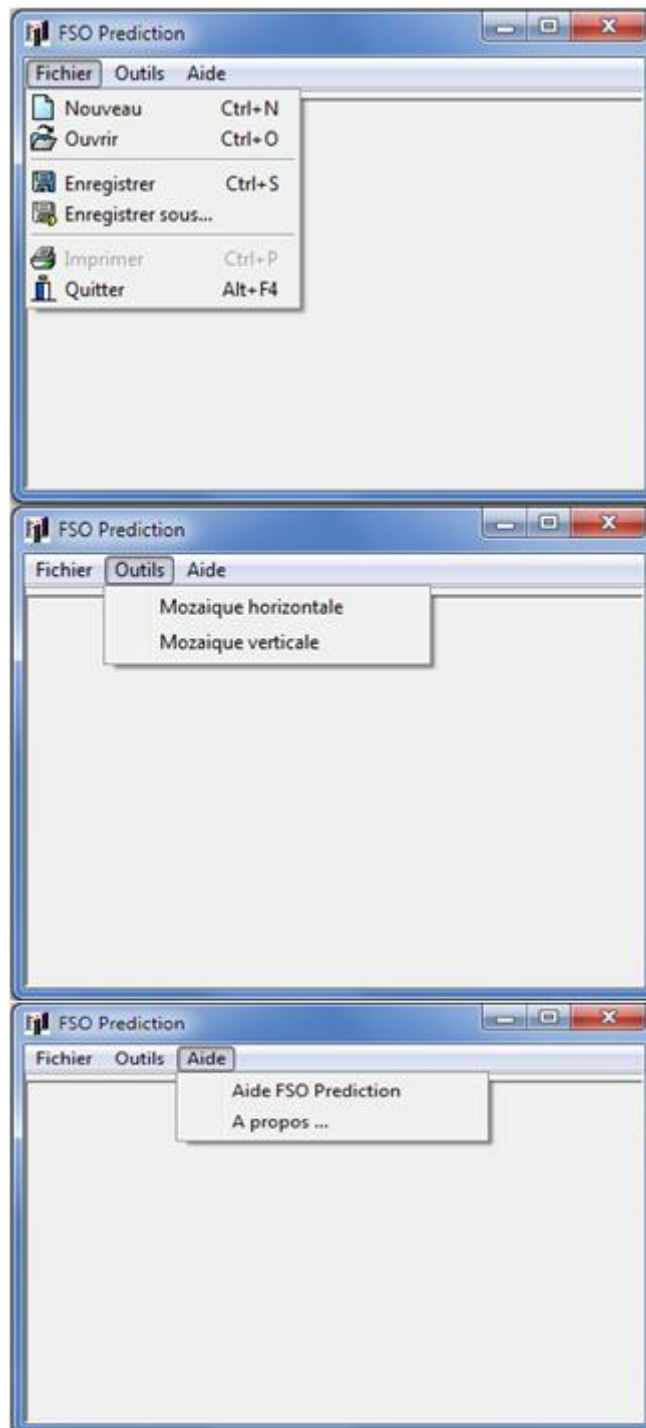 FSO Prediction
Fichier Outils Aide
Nouveau Ctrl+N
Ouvrir Ctrl+O
Enregistrer Ctrl+S
Enregistrer sous...
Imprimer Ctrl+P
Quitter Alt+F4
FSO Prediction
Fichier Outils Aide
Mozaique horizontale
Mozaique verticale
FSO Prediction
Fichier Outils Aide
Aide FSO Prediction
A propos ...